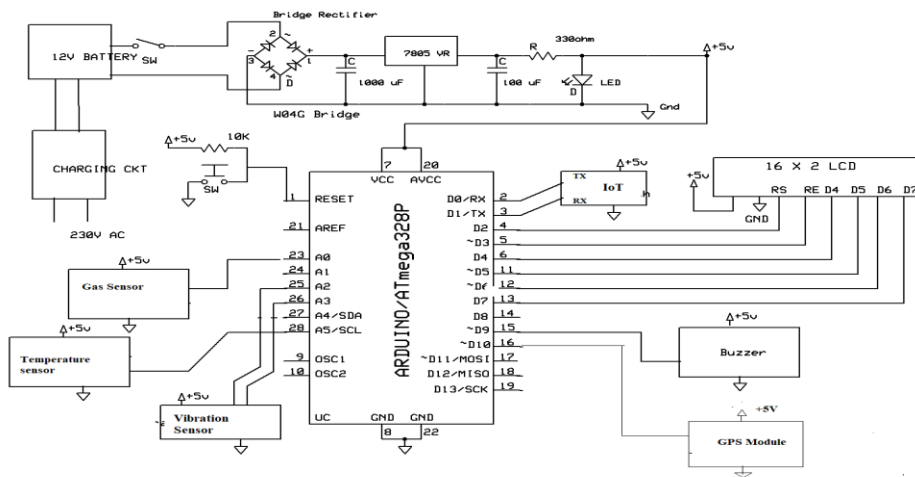 Bridge Rectifier
12V BATTERY
SW
2
~
-
3
+
1
4
~
D
W04G Bridge
C
1000 uF
7805 VR
C
100 uF
R
330ohm
D
LED
+5v
Gnd
CHARGING CKT
230V AC
+5v
10K
SW
7
20
VCC
AVCC
1
RESET
21
AREF
23
A0
24
A1
25
A2
26
A3
27
A4/SDA
28
A5/SCL
9
OSC1
10
OSC2
UC
GND
GND
8
22
ARDUINO/ATmega328P
D0/RX
2
D1/TX
3
D2
4
~D3
5
D4
6
~D5
11
~D6
12
D7
13
D8
14
~D9
15
~D10
16
~D11/MOSI
17
D12/MISO
18
D13/SCK
19
TX
IoT
RX
+5v
16 X 2 LCD
RS RE D4 D5 D6 D7
+5v
GND
+5v
Gas Sensor
+5v
Temperature
sensor
+5v
Vibration
Sensor
+5v
Buzzer
+5V
GPS Module